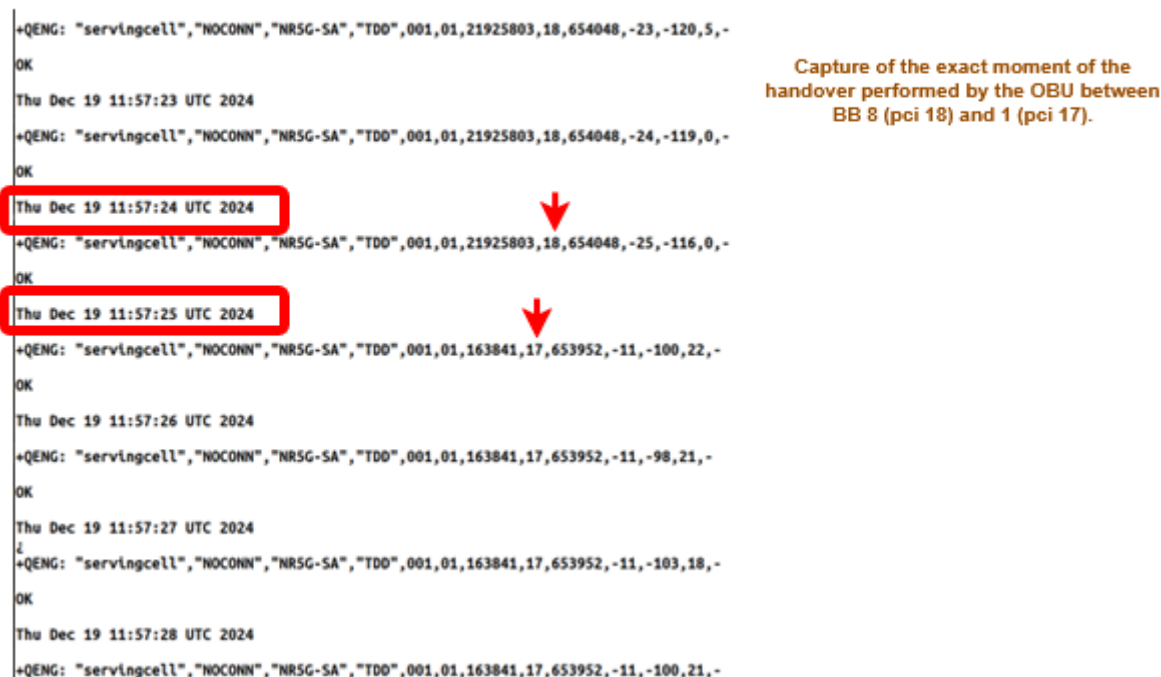 +QENG: "servingcell","NOCONN","NR5G-SA","TDD",001,01,21925803,18,654048,-23,-120,5,-
OK
Thu Dec 19 11:57:23 UTC 2024
+QENG: "servingcell","NOCONN","NR5G-SA","TDD",001,01,21925803,18,654048,-24,-119,0,-
OK
Thu Dec 19 11:57:24 UTC 2024
+QENG: "servingcell","NOCONN","NR5G-SA","TDD",001,01,21925803,18,654048,-25,-116,0,-
OK
Thu Dec 19 11:57:25 UTC 2024
+QENG: "servingcell","NOCONN","NR5G-SA","TDD",001,01,163841,17,653952,-11,-100,22,-
OK
Thu Dec 19 11:57:26 UTC 2024
+QENG: "servingcell","NOCONN","NR5G-SA","TDD",001,01,163841,17,653952,-11,-98,21,-
OK
Thu Dec 19 11:57:27 UTC 2024
¿
+QENG: "servingcell","NOCONN","NR5G-SA","TDD",001,01,163841,17,653952,-11,-103,18,-
OK
Thu Dec 19 11:57:28 UTC 2024
+QENG: "servingcell","NOCONN","NR5G-SA","TDD",001,01,163841,17,653952,-11,-100,21,-
Capture of the exact moment of the
handover performed by the OBU between
BB 8 (pci 18) and 1 (pci 17).